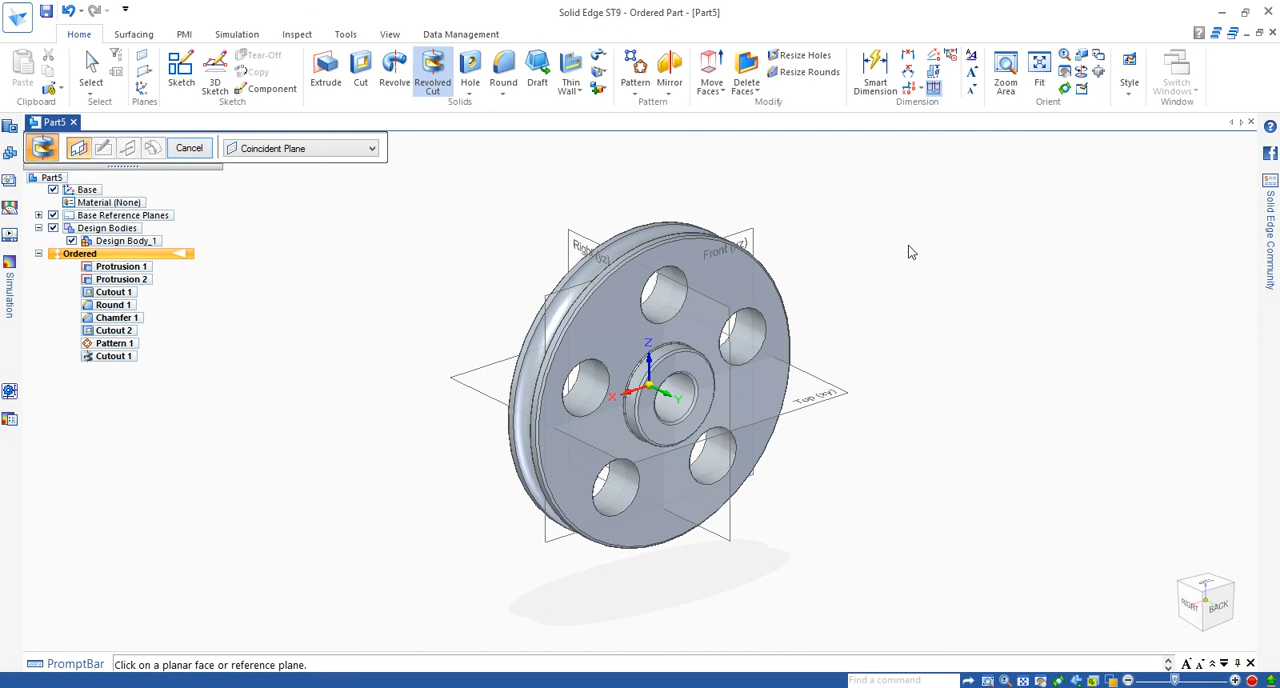 Solid Edge ST9 - Ordered Part - [Part5]
Home Surfacing PMI Simulation Inspect Tools View Data Management
Paste
Clipboard
Select
Select
Planes
Sketch
3D Sketch
Tear-Off
Copy
Component
Sketch
Extrude
Cut
Revolve
Revolved Cut
Hole
Round
Draft
Thin Wall
Solids
Pattern
Mirror
Pattern
Move Faces
Delete Faces
Resize Holes
Resize Rounds
Modify
Smart Dimension
Dimension
Zoom Area
Fit
Orient
Style
Style
Switch Windows
Window
Part5
Cancel
Coincident Plane
Part5
Base
Material (None)
Base Reference Planes
Design Bodies
Design Body_1
Ordered
Protrusion 1
Protrusion 2
Cutout 1
Round 1
Chamfer 1
Cutout 2
Pattern 1
Cutout 1
Simulation
Solid Edge Community
Right (yz)
Front (xz)
Top (xy)
Z
X
Y
RIGHT
BACK
PromptBar
Click on a planar face or reference plane.
Find a command